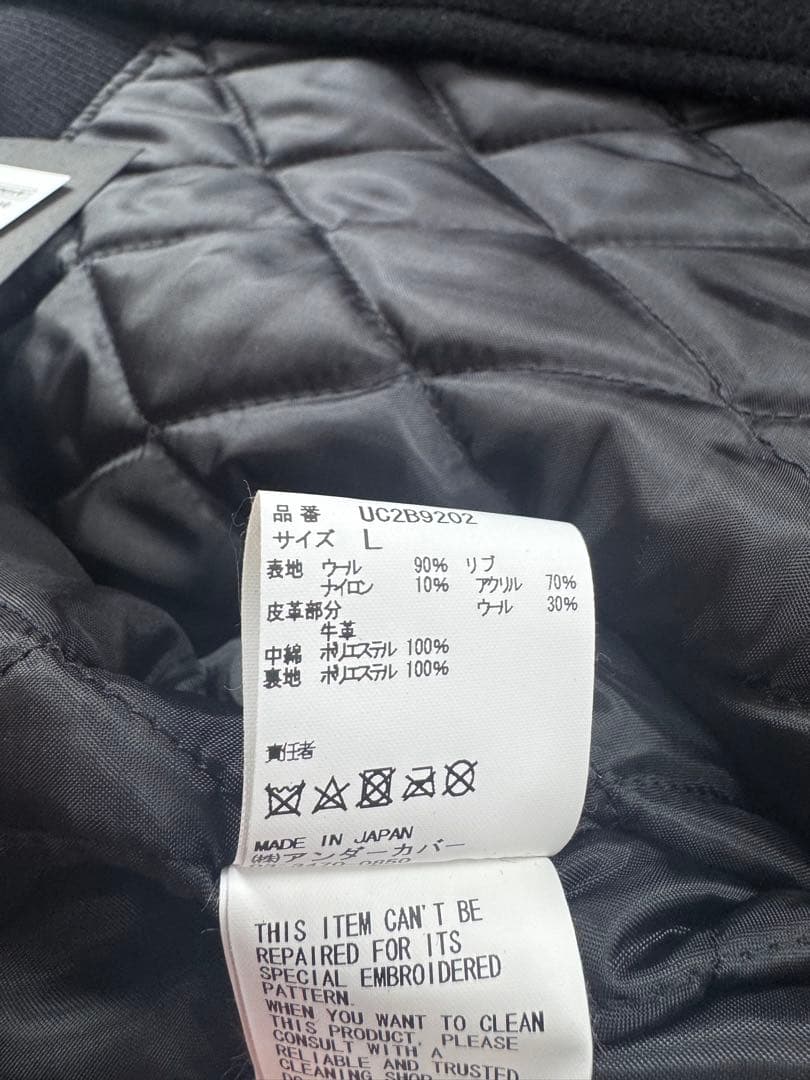 品番 UC2B9202
サイズ L
表地 ウール 90% リブ
ナイロン 10% アクリル 70%
皮革部分 ウール 30%
牛革
中綿 ポリエステル 100%
裏地 ポリエステル 100%
責任者
MADE IN JAPAN
(株)アンダーカバー
THIS ITEM CAN'T BE
REPAIRED FOR ITS
SPECIAL EMBROIDERED
PATTERN.
WHEN YOU WANT TO CLEAN
THIS PRODUCT, PLEASE
CONSULT WITH A
RELIABLE AND TRUSTED
CLEANING SHOP